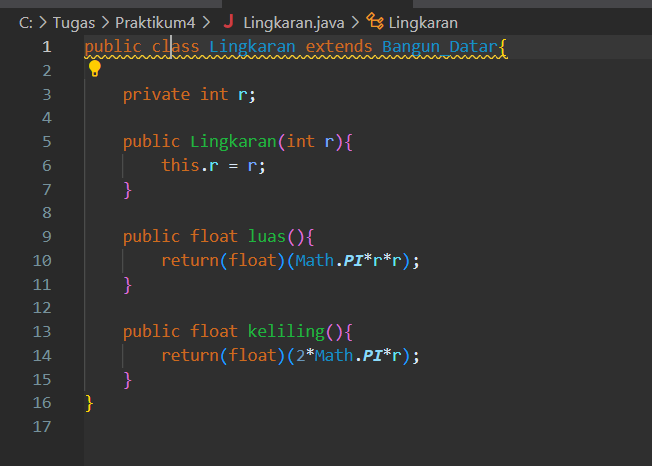 C: > Tugas > Praktikum4 > J Lingkaran.java > Lingkaran
1 public class Lingkaran extends Bangun_Datar{
2
3     private int r;
4
5     public Lingkaran(int r){
6         this.r = r;
7     }
8
9     public float luas(){
10         return(float)(Math.PI*r*r);
11     }
12
13     public float keliling(){
14         return(float)(2*Math.PI*r);
15     }
16 }
17